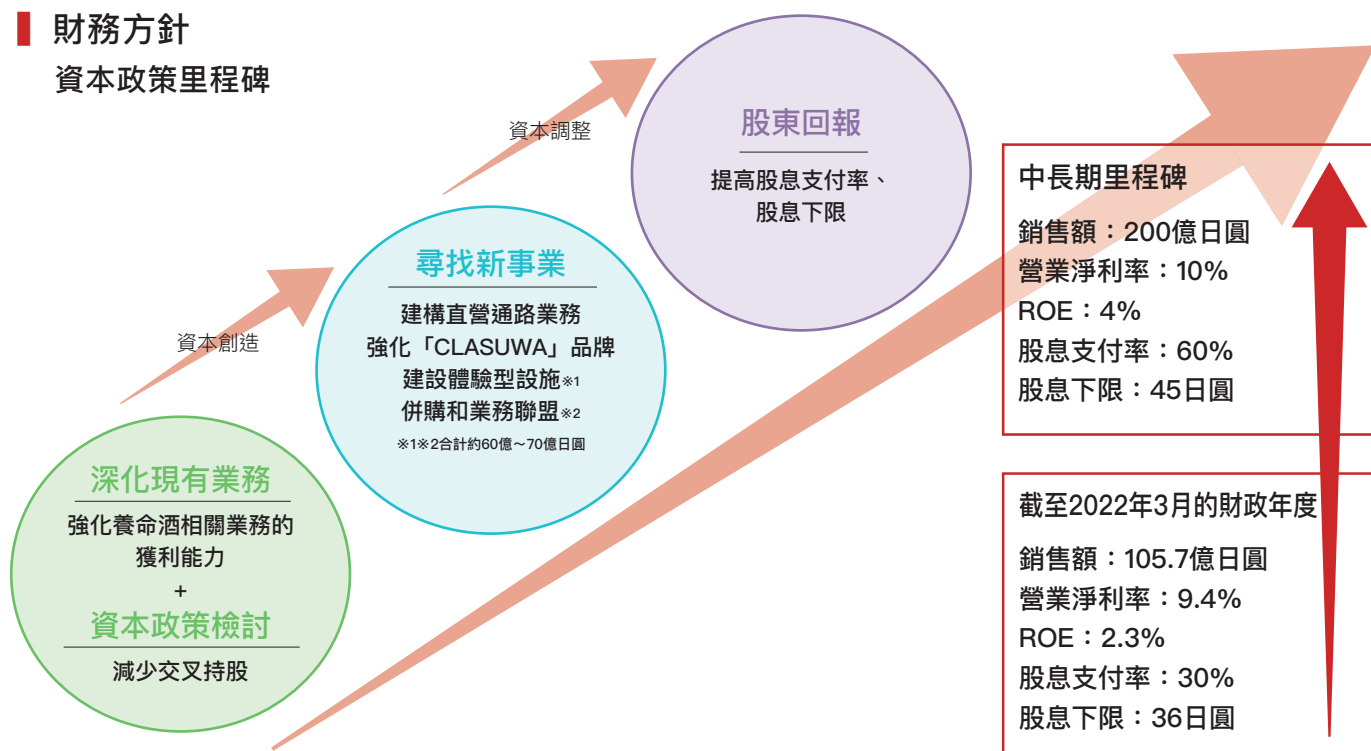 財務方針
資本政策里程碑
深化現有業務
強化養命酒相關業務的
獲利能力
+
資本政策檢討
減少交叉持股
資本創造
尋找新事業
建構直營通路業務
強化「CLASUWA」品牌
建設體驗型設施※1
併購和業務聯盟※2
※1※2合計約60億～70億日圓
資本調整
股東回報
提高股息支付率、
股息下限
中長期里程碑
銷售額：200億日圓
營業淨利率：10%
ROE：4%
股息支付率：60%
股息下限：45日圓
截至2022年3月的財政年度
銷售額：105.7億日圓
營業淨利率：9.4%
ROE：2.3%
股息支付率：30%
股息下限：36日圓